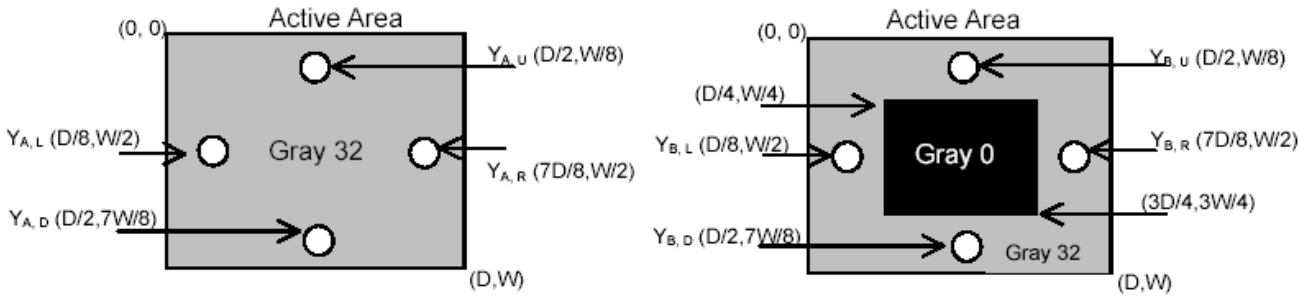 Active Area
(0, 0)
YA, U (D/2,W/8)
YA, L (D/8,W/2)
Gray 32
YA, R (7D/8,W/2)
YA, D (D/2,7W/8)
(D,W)
Active Area
(0, 0)
YB, U (D/2,W/8)
(D/4,W/4)
YB, L (D/8,W/2)
Gray 0
YB, R (7D/8,W/2)
(3D/4,3W/4)
YB, D (D/2,7W/8)
Gray 32
(D,W)